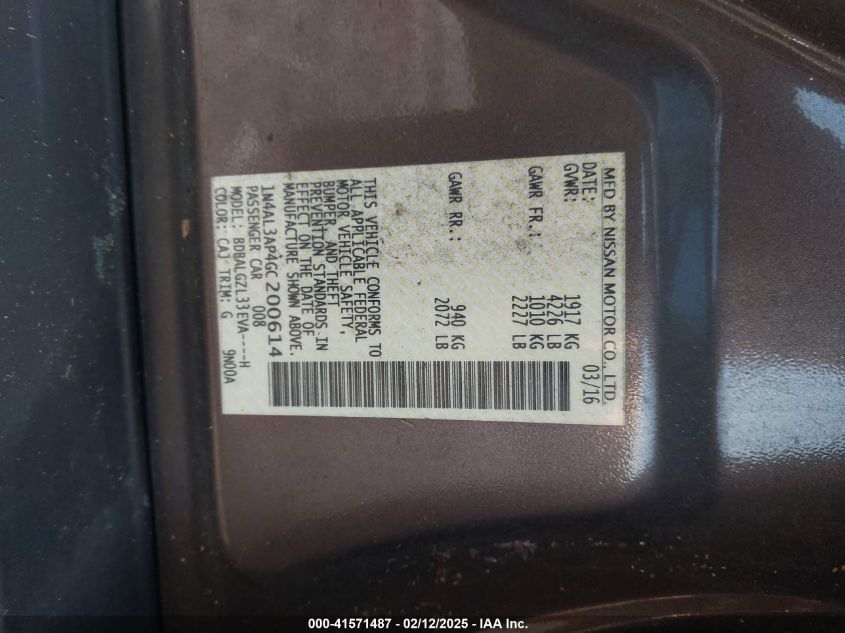 MFD BY NISSAN MOTOR CO., LTD.
DATE: 03/16
GVWR: 1917 KG
4226 LB
GAWR FR.: 1010 KG
2227 LB
GAWR RR.: 940 KG
2072 LB
THIS VEHICLE CONFORMS TO
ALL APPLICABLE FEDERAL
MOTOR VEHICLE SAFETY,
BUMPER, AND THEFT
PREVENTION STANDARDS IN
EFFECT ON THE DATE OF
MANUFACTURE SHOWN ABOVE.
1N4AL3AP4GC200614
PASSENGER CAR 008
MODEL: BDBALGZL33EVA----H
COLOR: CAJ TRIM: G 9N00A
000-41571487 - 02/12/2025 - IAA Inc.